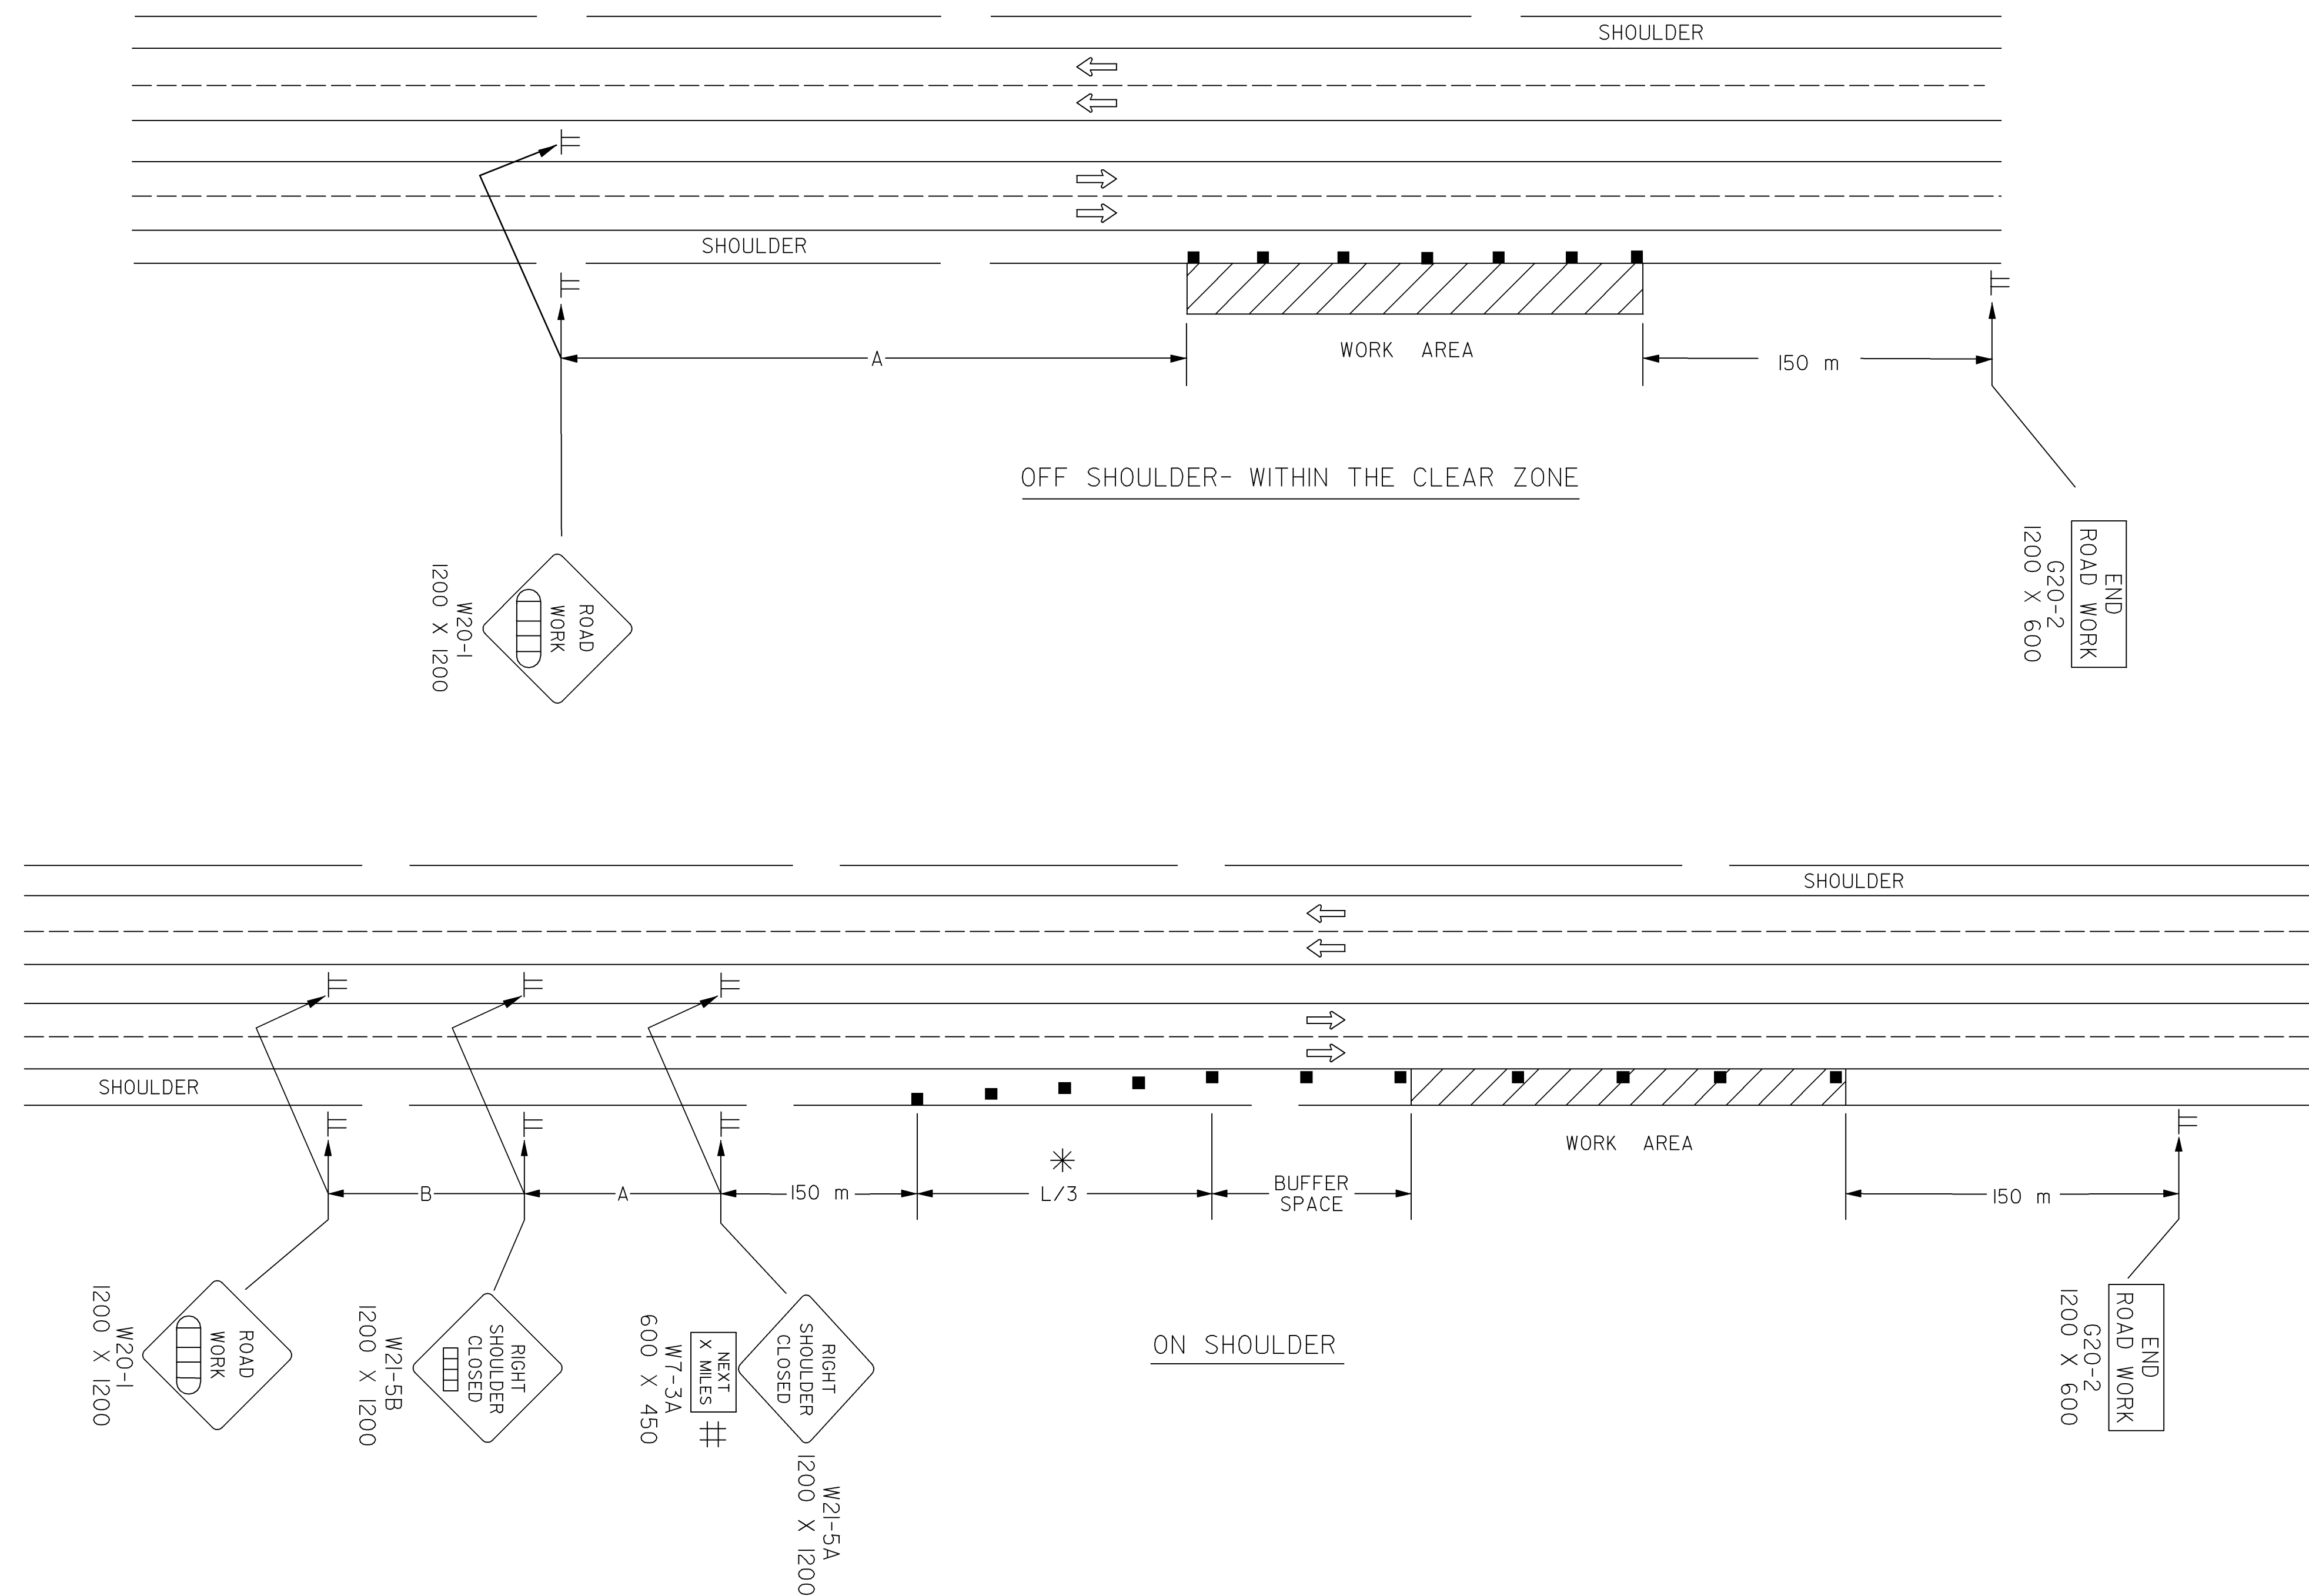 SHOULDER
SHOULDER
A
WORK AREA
150 m
OFF SHOULDER- WITHIN THE CLEAR ZONE
ROAD
WORK
W20-1
1200 X 1200
END
ROAD WORK
G20-2
1200 X 600
SHOULDER
SHOULDER
WORK AREA
B
A
150 m
*
L/3
BUFFER
SPACE
150 m
ROAD
WORK
W20-1
1200 X 1200
RIGHT
SHOULDER
CLOSED
W21-5B
1200 X 1200
RIGHT
SHOULDER
CLOSED
W21-5A
1200 X 1200
NEXT
X MILES
#
W7-3A
600 X 450
ON SHOULDER
END
ROAD WORK
G20-2
1200 X 600